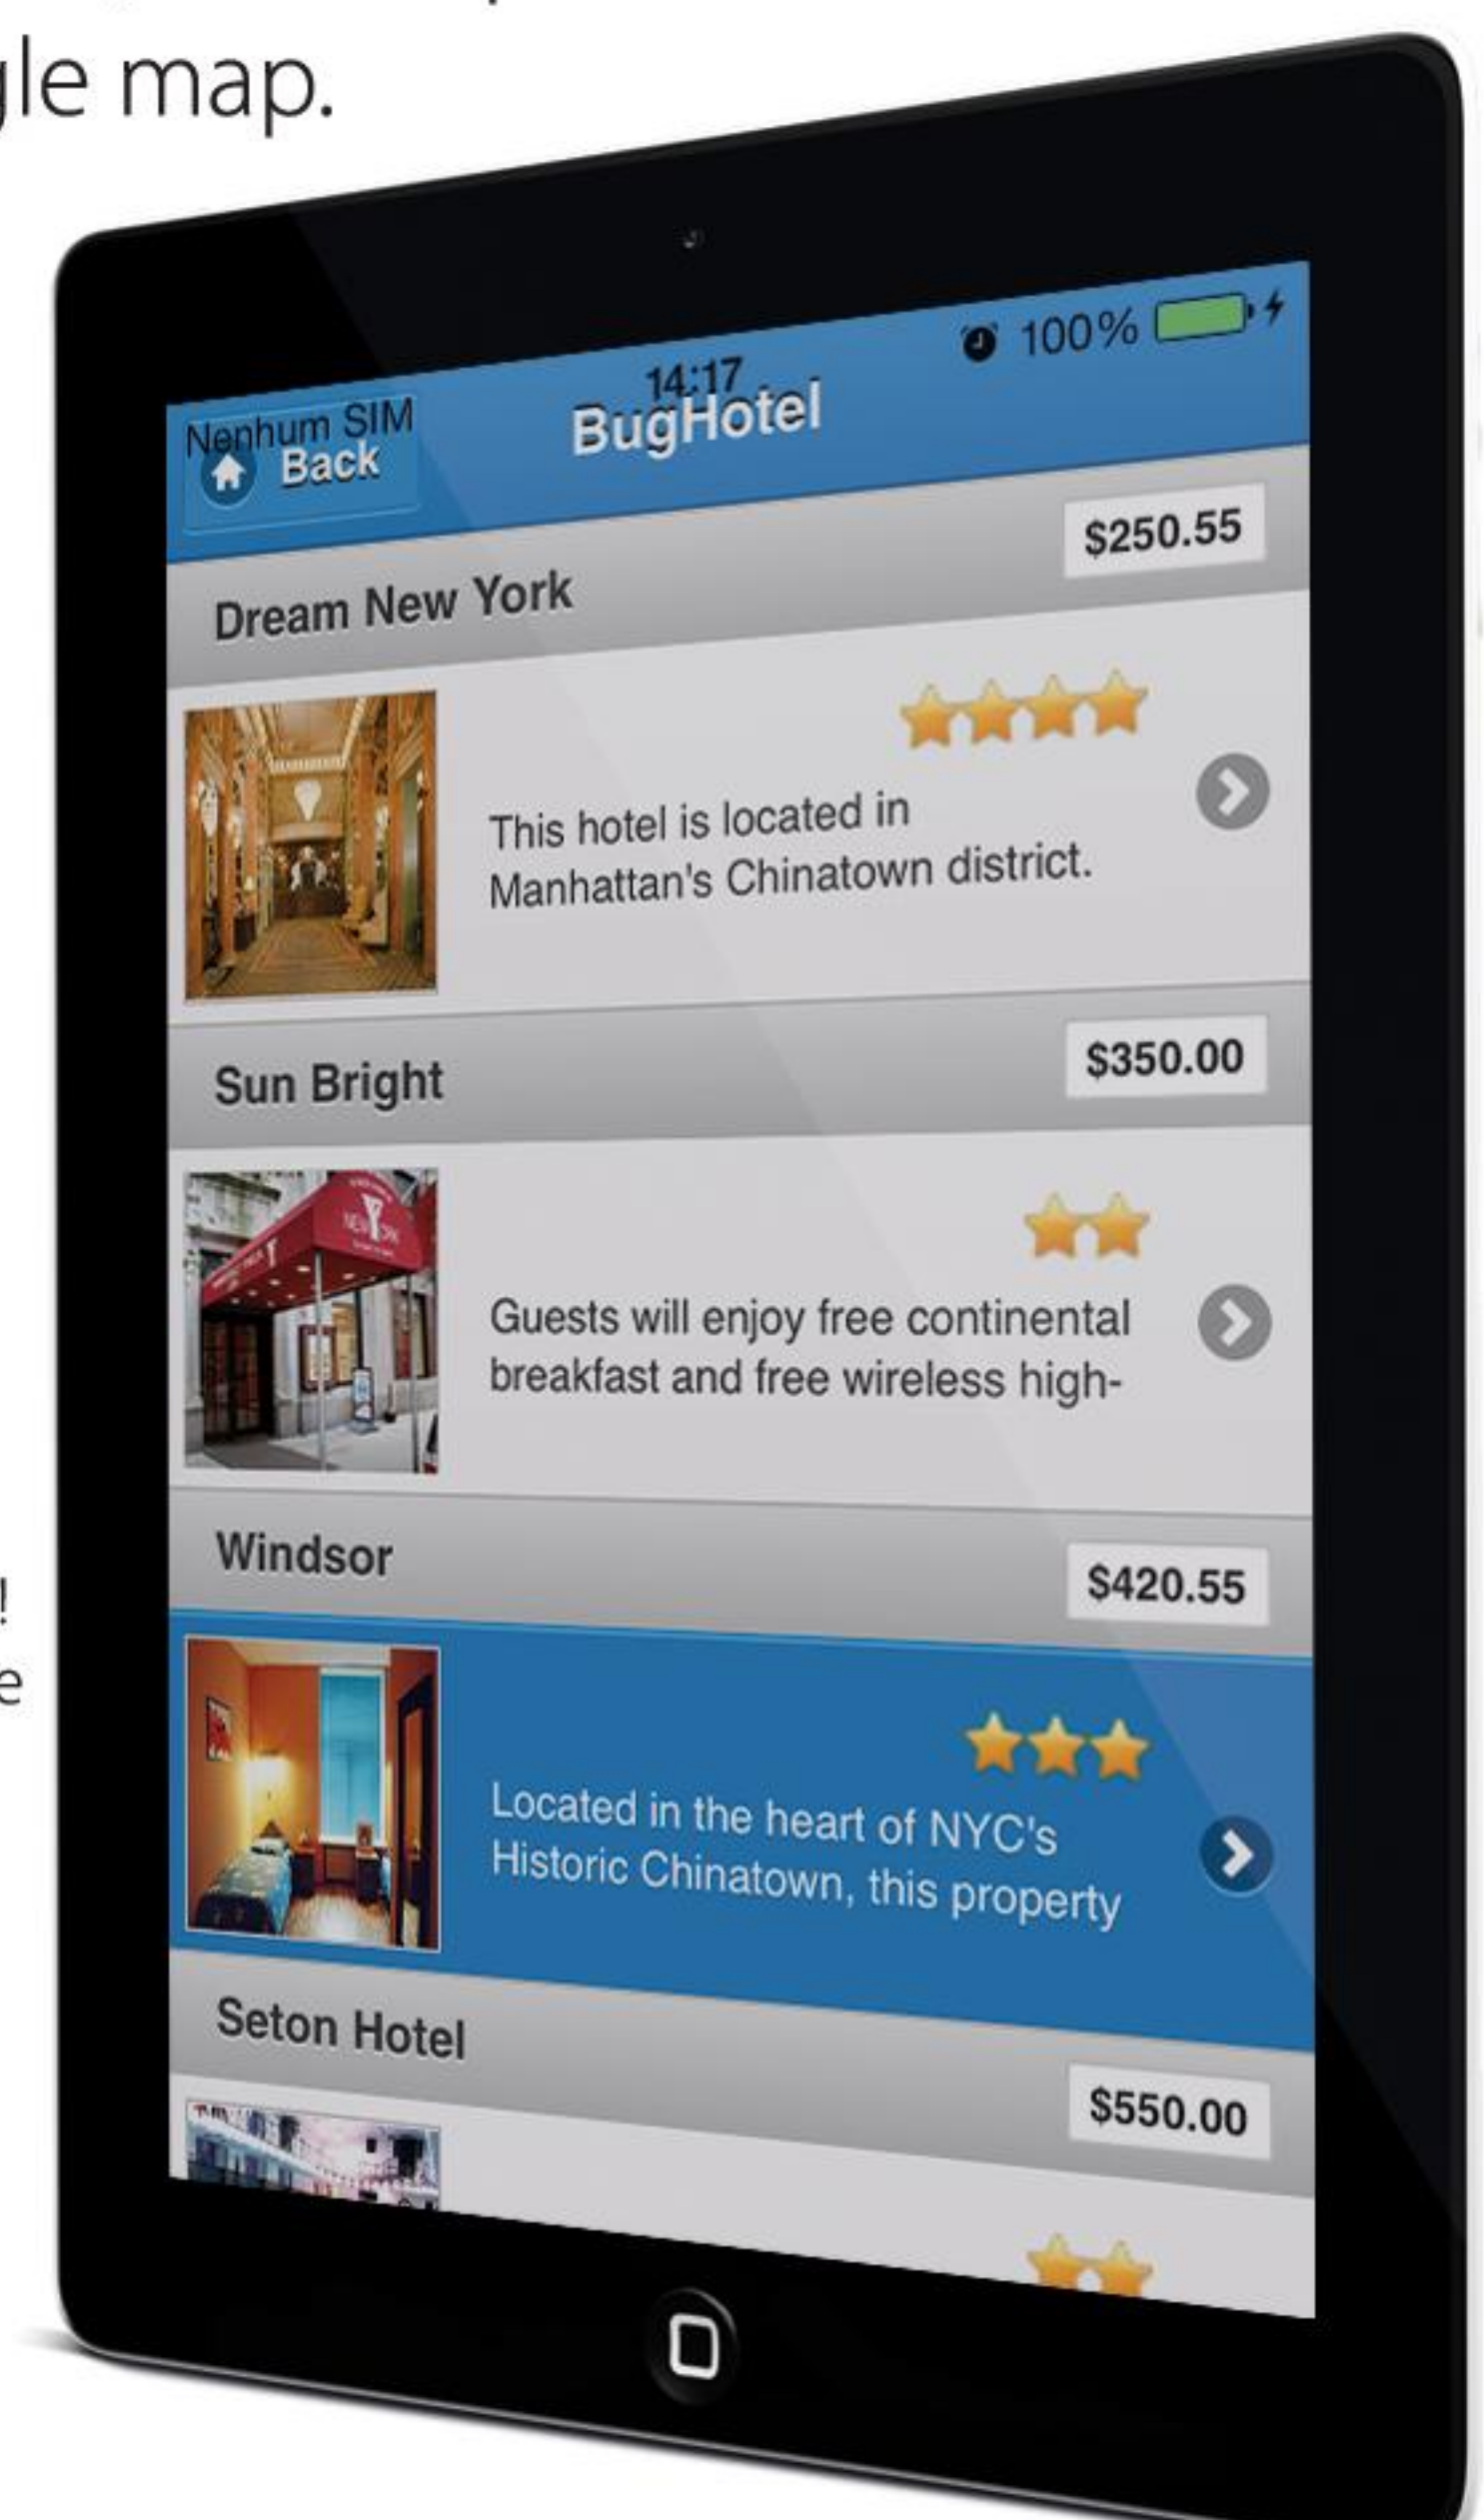 map.
Nenhum SIM
14:17
100%
Back
BugHotel
Dream New York
$250.55
This hotel is located in
Manhattan's Chinatown district.
Sun Bright
$350.00
NEW YORK
Guests will enjoy free continental
breakfast and free wireless high-
Windsor
$420.55
Located in the heart of NYC's
Historic Chinatown, this property
Seton Hotel
$550.00